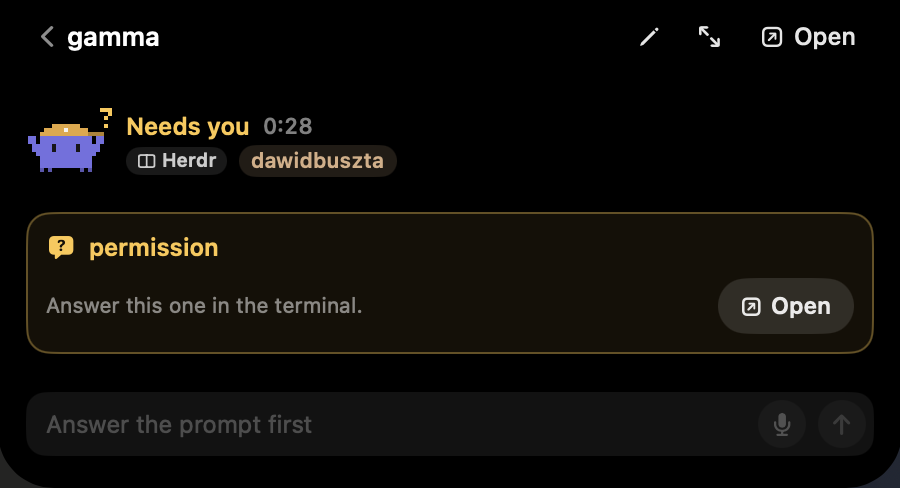 gamma
Open
Needs you 0:28
Herdr dawidbuszta
permission
Answer this one in the terminal.
Open
Answer the prompt first